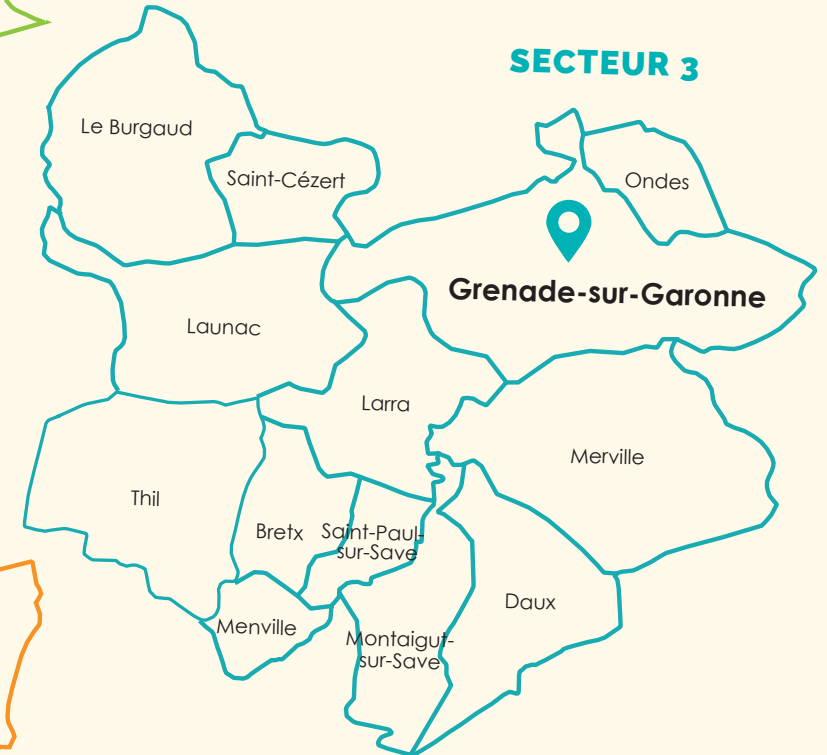 SECTEUR 3
Le Burgaud
Saint-Cézert
Ondes
Grenade-sur-Garonne
Launac
Larra
Merville
Thil
Bretx
Saint-Paul-
sur-Save
Daux
Menville
Montaigut-
sur-Save